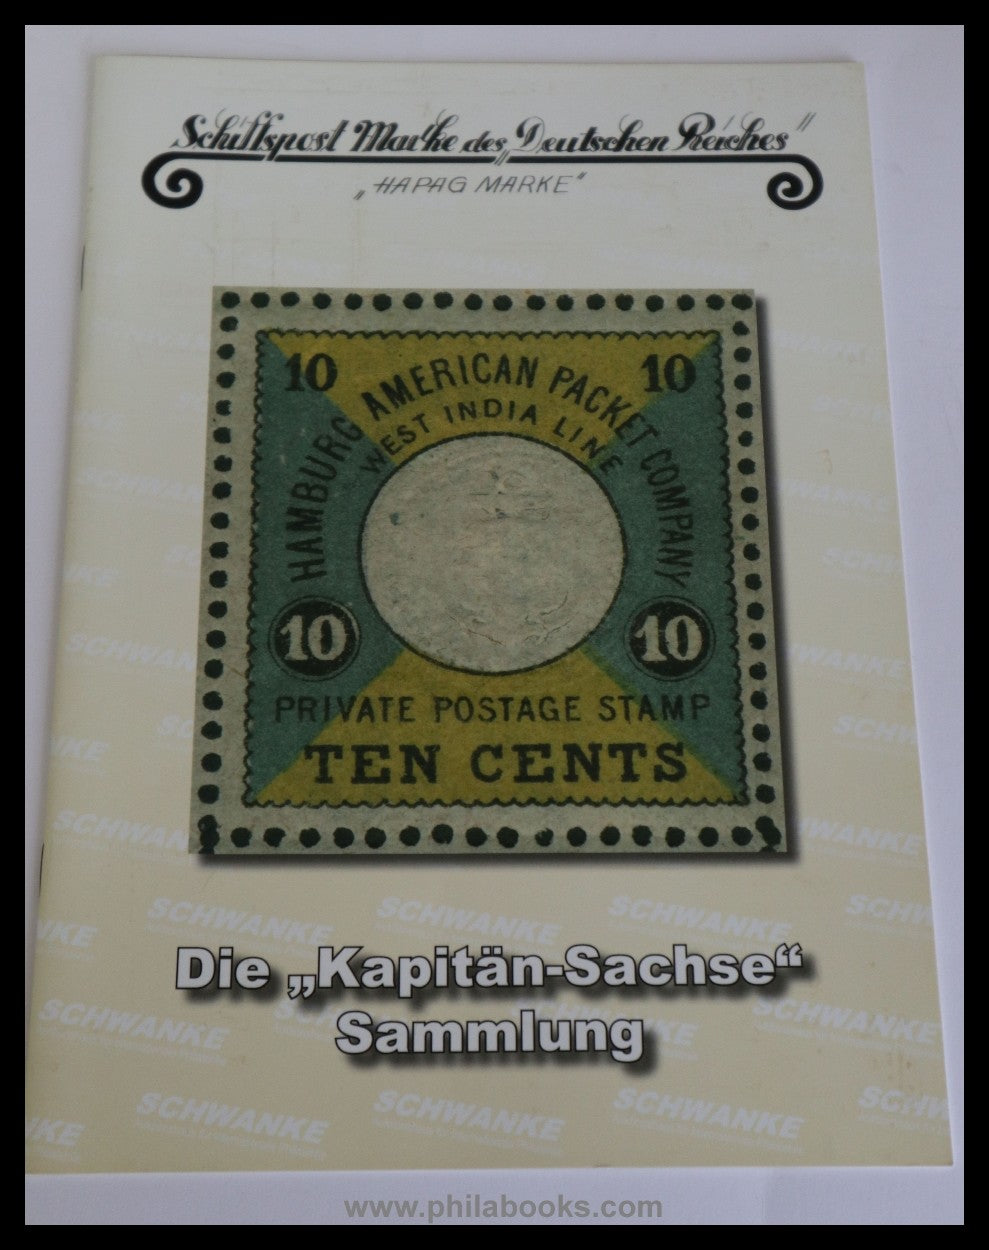 Schiffspost Marke des „Deutschen Reiches"
„HAPAG MARKE"
10 10
HAMBURG AMERICAN PACKET COMPANY
WEST INDIA LINE
10 10
PRIVATE POSTAGE STAMP
TEN CENTS
SCHWANKE
Die „Kapitän-Sachse“
Sammlung
www.philabooks.com